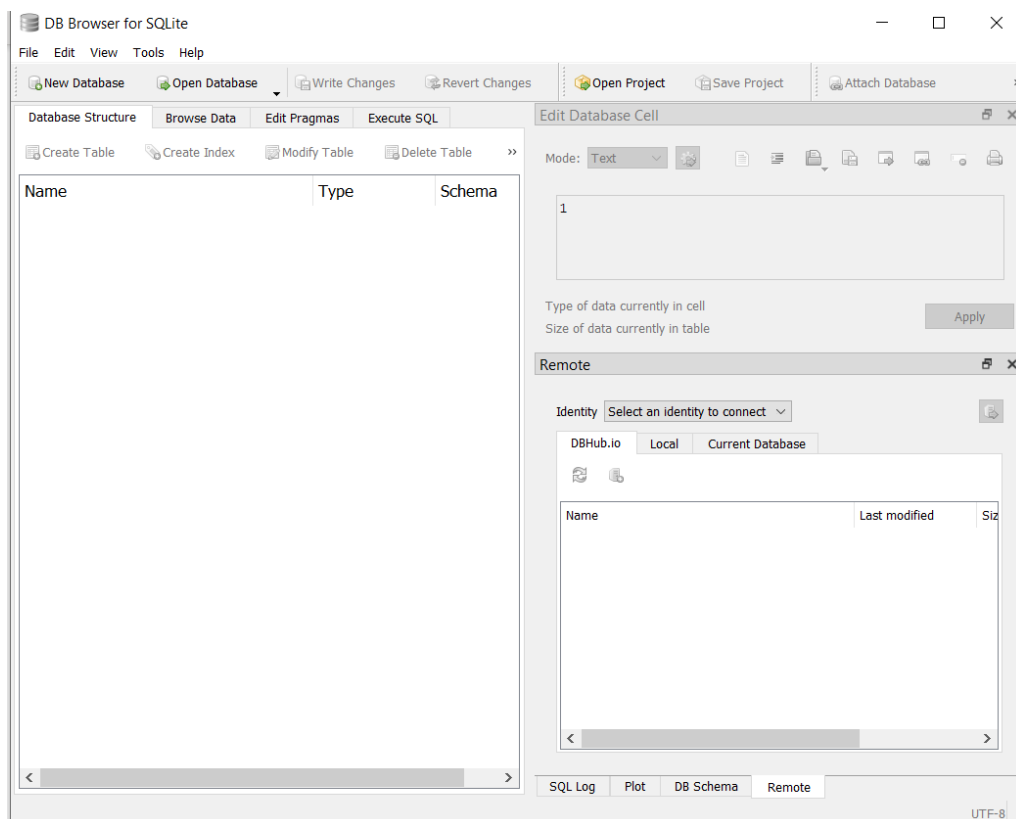 DB Browser for SQLite
File Edit View Tools Help
New Database Open Database Write Changes Revert Changes Open Project Save Project Attach Database »
Database Structure Browse Data Edit Pragmas Execute SQL
Create Table Create Index Modify Table Delete Table »
Name Type Schema
Edit Database Cell
Mode: Text
1
Type of data currently in cell
Size of data currently in table
Apply
Remote
Identity Select an identity to connect
DBHub.io Local Current Database
Name Last modified Siz
SQL Log Plot DB Schema Remote
UTF-8